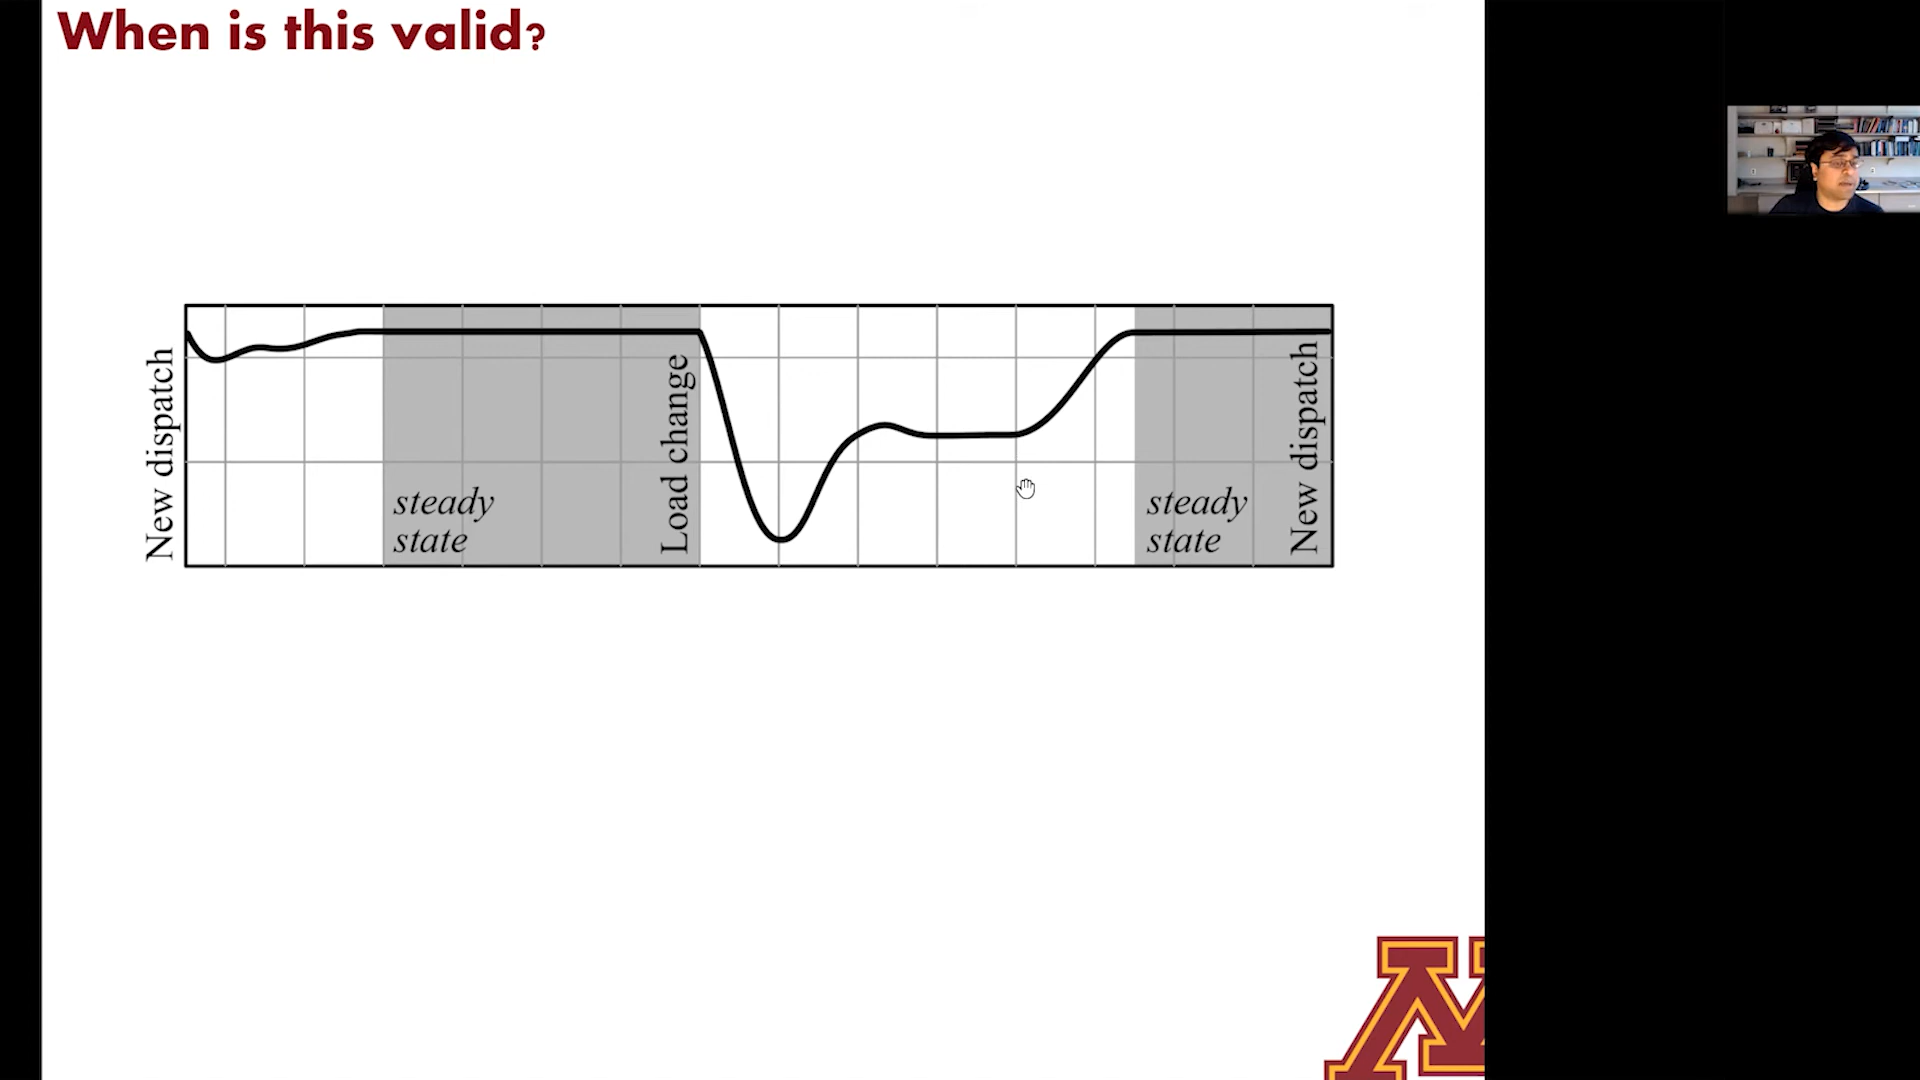 When is this valid?
New dispatch
steady
state
Load change
steady
state
New dispatch